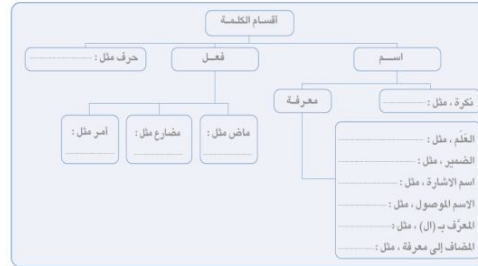 أقسام الكلمة
اسم
فعل
حرف مثل : ..............
نكرة ، مثل : ..............
معرفة
العَلَم ، مثل : ..............
الضمير ، مثل : ..............
اسم الاشارة ، مثل : ..............
الاسم الموصول ، مثل : ..............
المعرَّف بـ (ال) ، مثل : ..............
المضاف إلى معرفة ، مثل : ..............
ماض مثل : ..............
مضارع مثل : ..............
أمر مثل : ..............